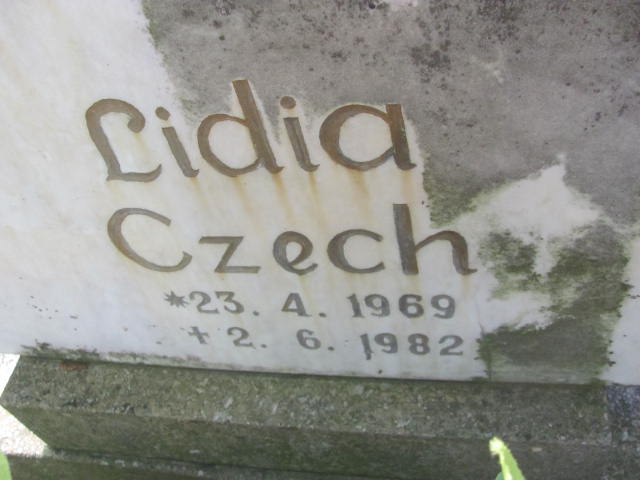 Lidia
Czech
*23. 4. 1969
+ 2. 6. 1982